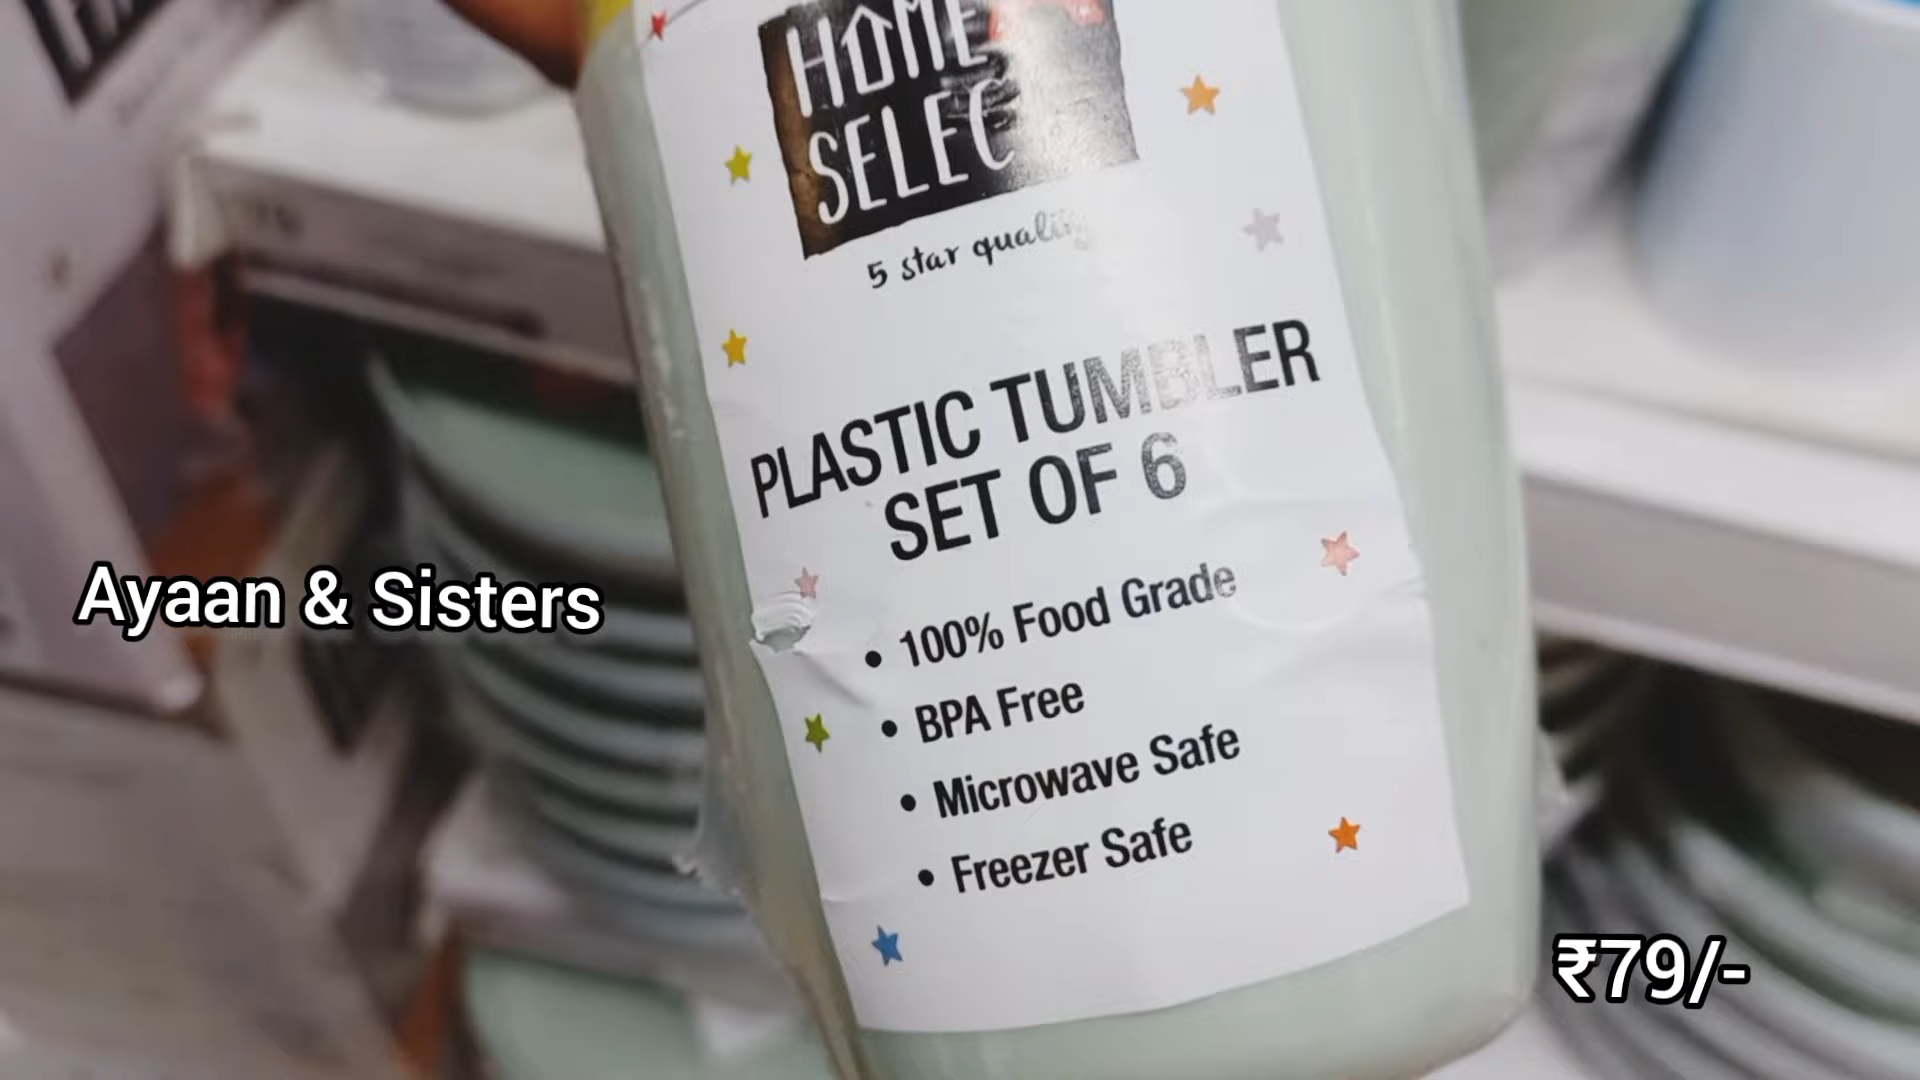 HOME
SELEC
5 star quality
PLASTIC TUMBLER
SET OF 6
• 100% Food Grade
• BPA Free
• Microwave Safe
• Freezer Safe
Ayaan & Sisters
₹79/-